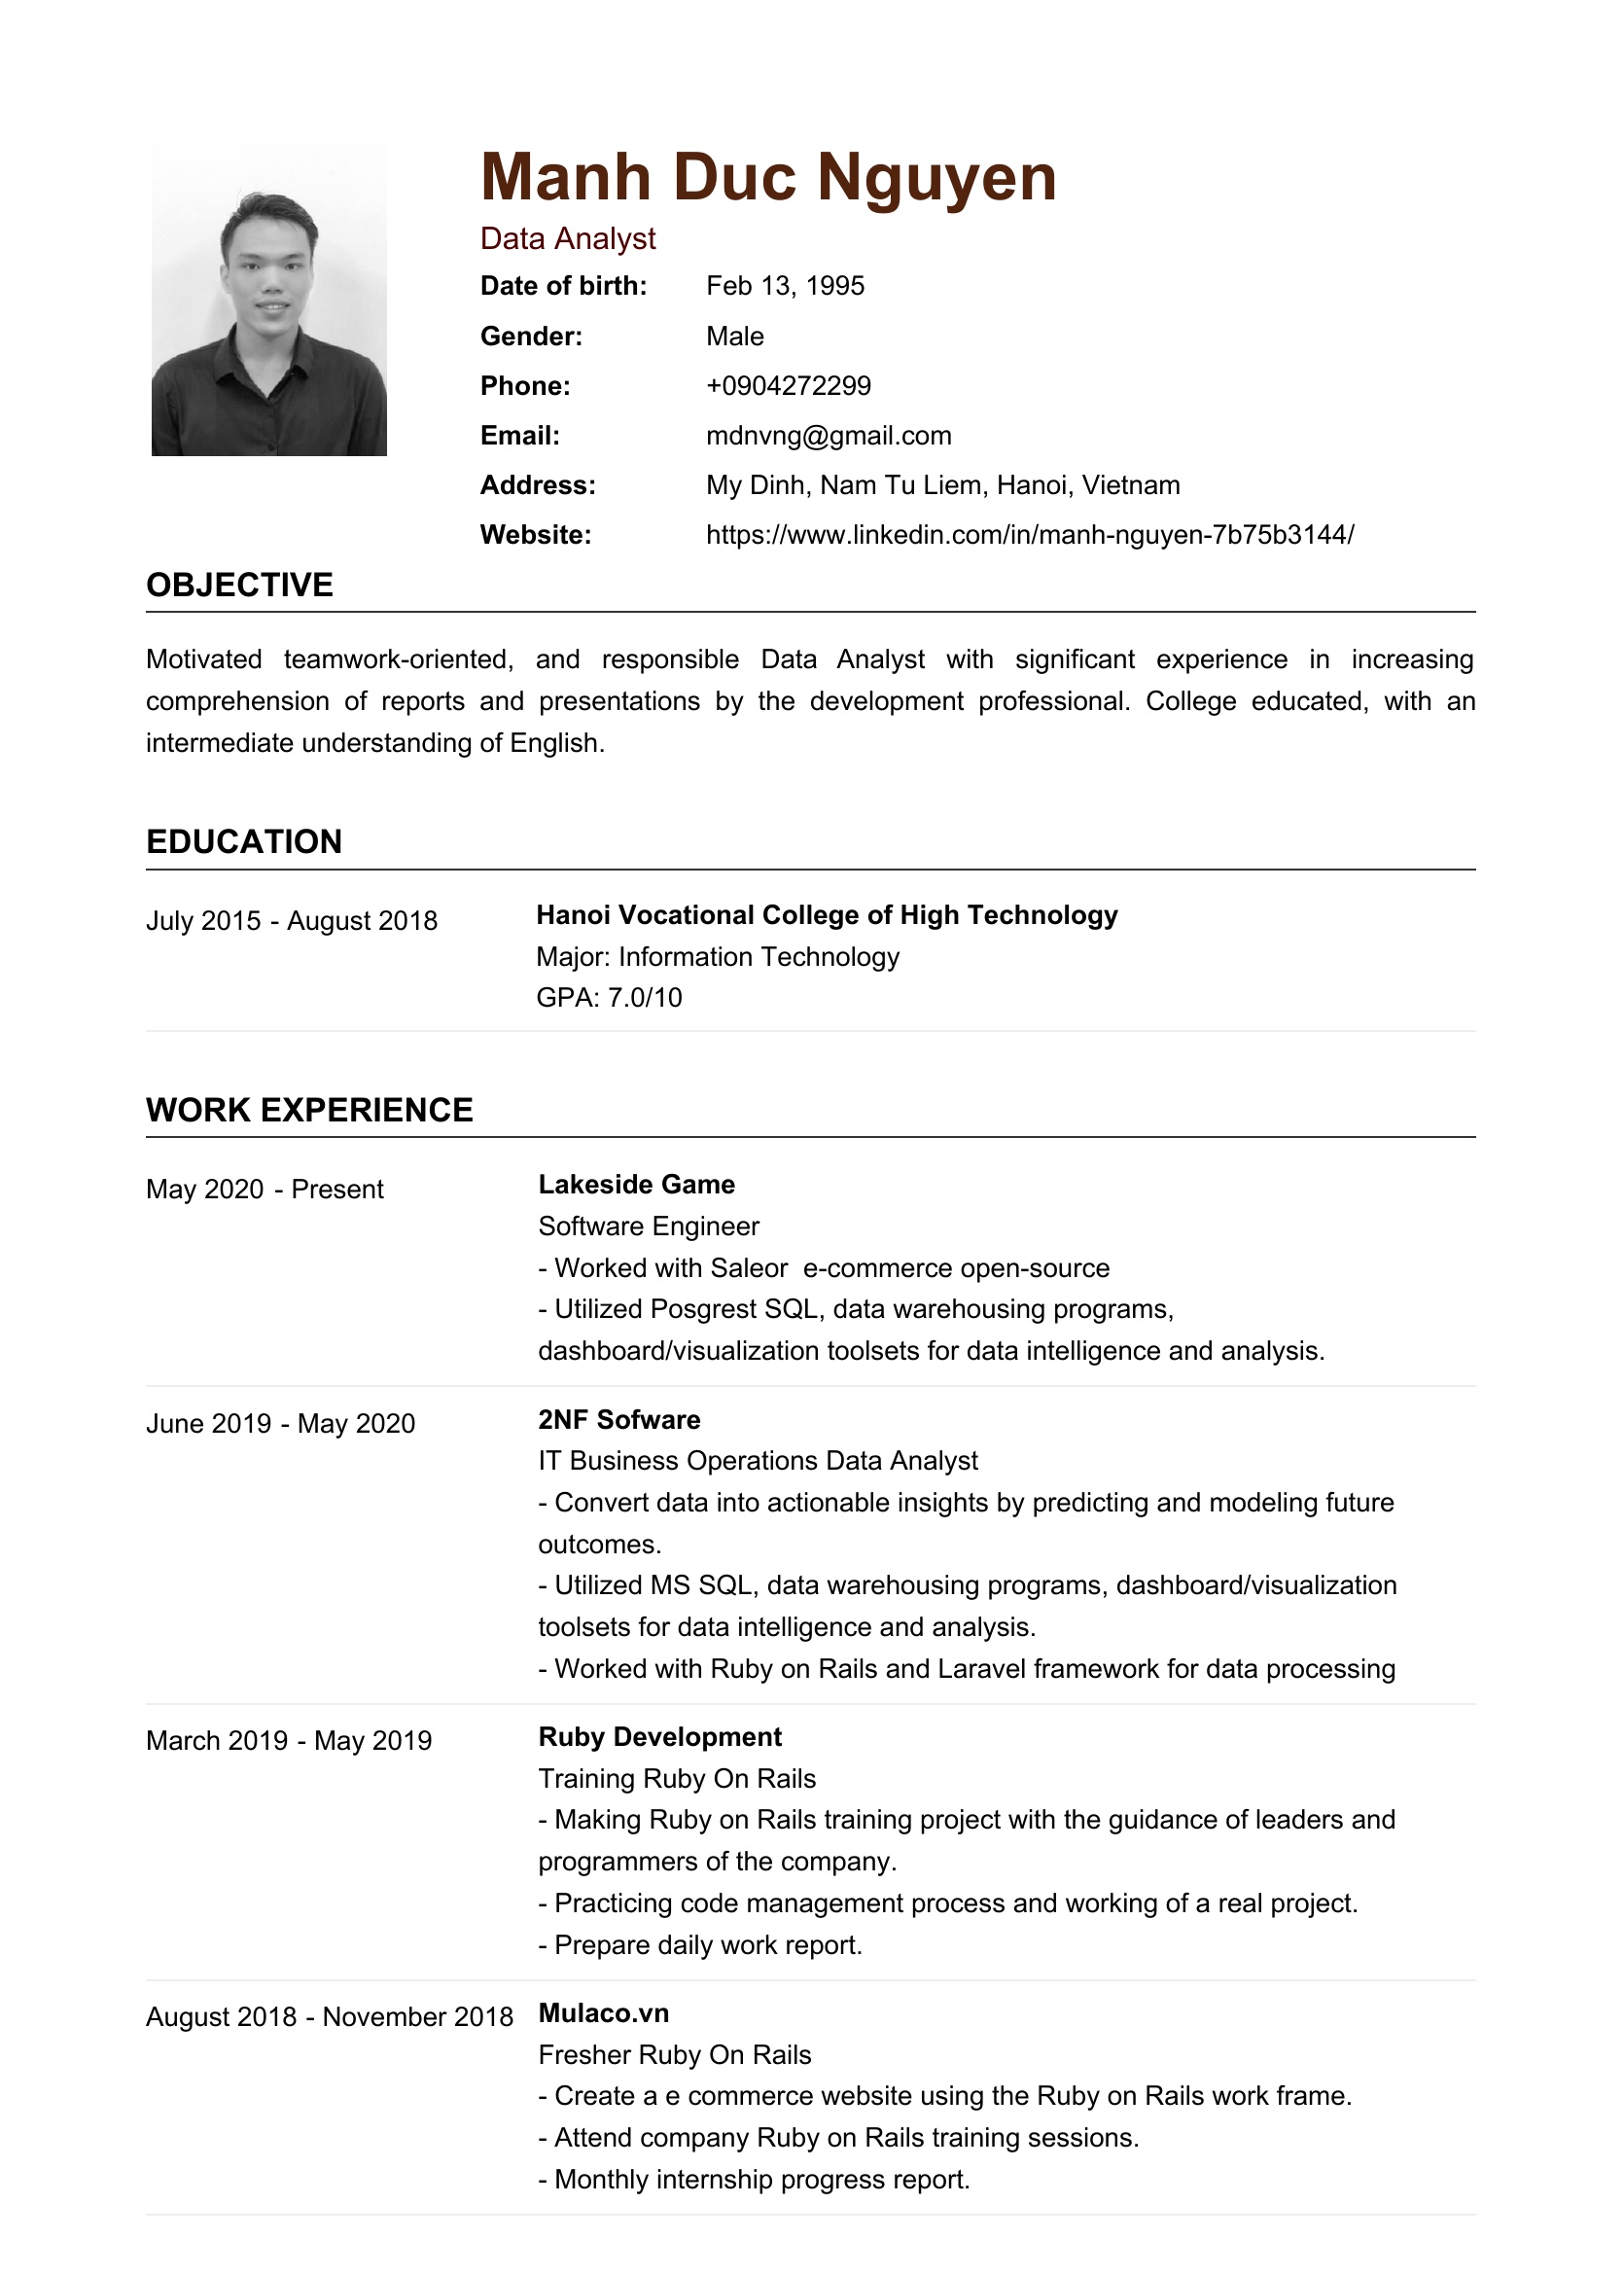 Manh Duc Nguyen
Data Analyst
Date of birth: Feb 13, 1995
Gender: Male
Phone: +0904272299
Email: mdnvng@gmail.com
Address: My Dinh, Nam Tu Liem, Hanoi, Vietnam
Website: https://www.linkedin.com/in/manh-nguyen-7b75b3144/
OBJECTIVE
Motivated teamwork-oriented, and responsible Data Analyst with significant experience in increasing
comprehension of reports and presentations by the development professional. College educated, with an
intermediate understanding of English.
EDUCATION
July 2015 - August 2018 Hanoi Vocational College of High Technology
Major: Information Technology
GPA: 7.0/10
WORK EXPERIENCE
May 2020 - Present Lakeside Game
Software Engineer
- Worked with Saleor e-commerce open-source
- Utilized Posgrest SQL, data warehousing programs,
dashboard/visualization toolsets for data intelligence and analysis.
June 2019 - May 2020 2NF Sofware
IT Business Operations Data Analyst
- Convert data into actionable insights by predicting and modeling future
outcomes.
- Utilized MS SQL, data warehousing programs, dashboard/visualization
toolsets for data intelligence and analysis.
- Worked with Ruby on Rails and Laravel framework for data processing
March 2019 - May 2019 Ruby Development
Training Ruby On Rails
- Making Ruby on Rails training project with the guidance of leaders and
programmers of the company.
- Practicing code management process and working of a real project.
- Prepare daily work report.
August 2018 - November 2018 Mulaco.vn
Fresher Ruby On Rails
- Create a e commerce website using the Ruby on Rails work frame.
- Attend company Ruby on Rails training sessions.
- Monthly internship progress report.